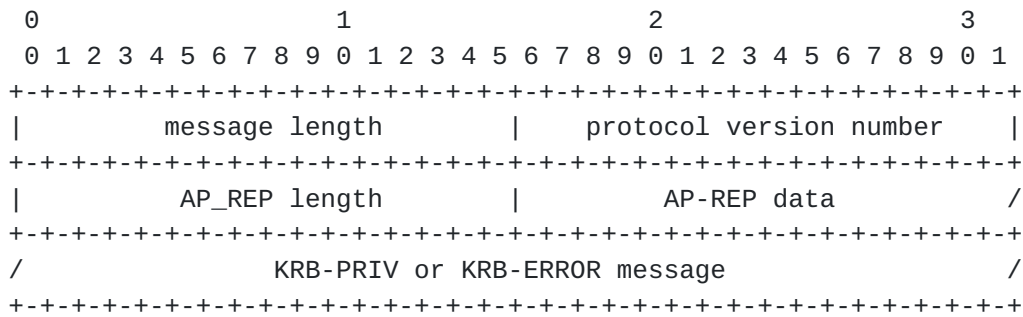 0                   1                   2                   3
 0 1 2 3 4 5 6 7 8 9 0 1 2 3 4 5 6 7 8 9 0 1 2 3 4 5 6 7 8 9 0 1
+-+-+-+-+-+-+-+-+-+-+-+-+-+-+-+-+-+-+-+-+-+-+-+-+-+-+-+-+-+-+-+-+
|         message length        |    protocol version number    |
+-+-+-+-+-+-+-+-+-+-+-+-+-+-+-+-+-+-+-+-+-+-+-+-+-+-+-+-+-+-+-+-+
|          AP_REP length        |         AP-REP data           /
+-+-+-+-+-+-+-+-+-+-+-+-+-+-+-+-+-+-+-+-+-+-+-+-+-+-+-+-+-+-+-+-+
/                KRB-PRIV or KRB-ERROR message                  /
+-+-+-+-+-+-+-+-+-+-+-+-+-+-+-+-+-+-+-+-+-+-+-+-+-+-+-+-+-+-+-+-+